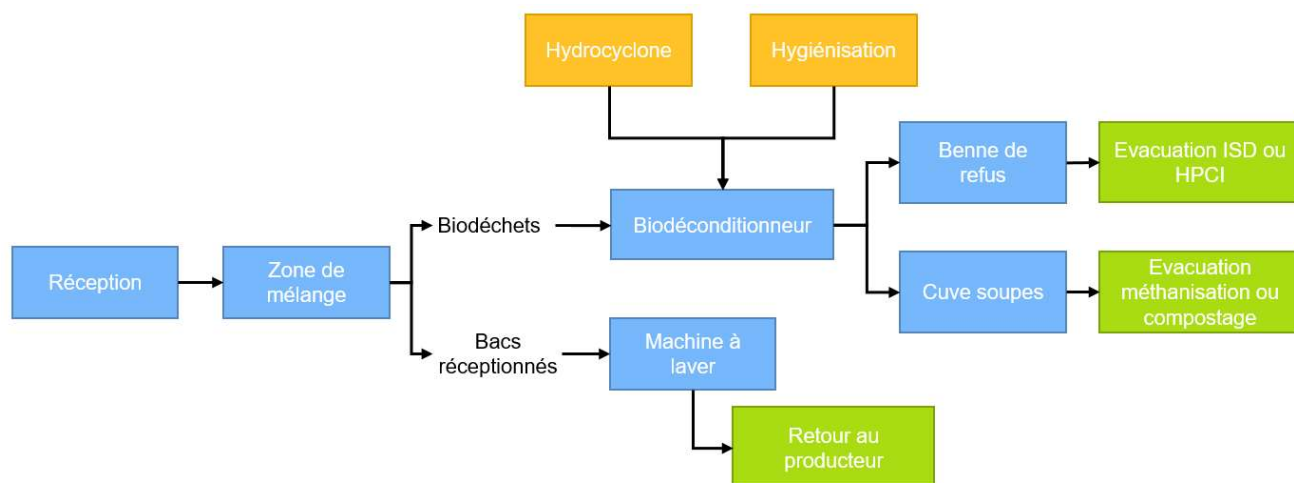 Hydrocyclone
Hygiénisation
Benne de
refus
Evacuation ISD ou
HPCI
Biodéchets
Biodéconditionneur
Réception
Zone de
mélange
Cuve soupes
Evacuation
méthanisation ou
compostage
Bacs
réceptionnés
Machine à
laver
Retour au
producteur